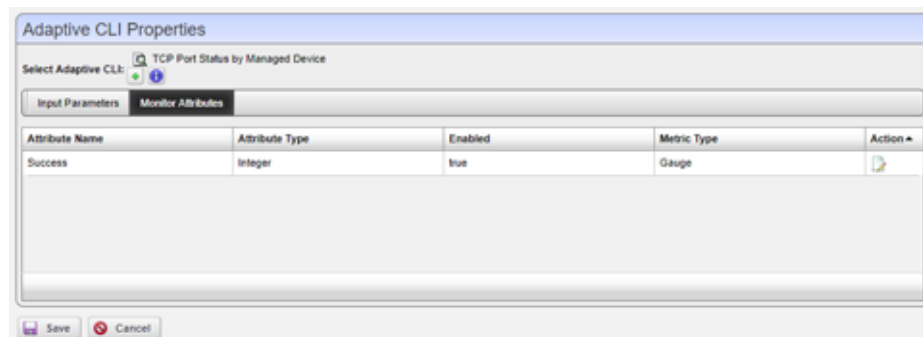 Adaptive CLI Properties
Select Adaptive CLI: TCP Port Status by Managed Device
Input Parameters Monitor Attributes
Attribute Name Attribute Type Enabled Metric Type Action
Success Integer true Gauge
Save Cancel